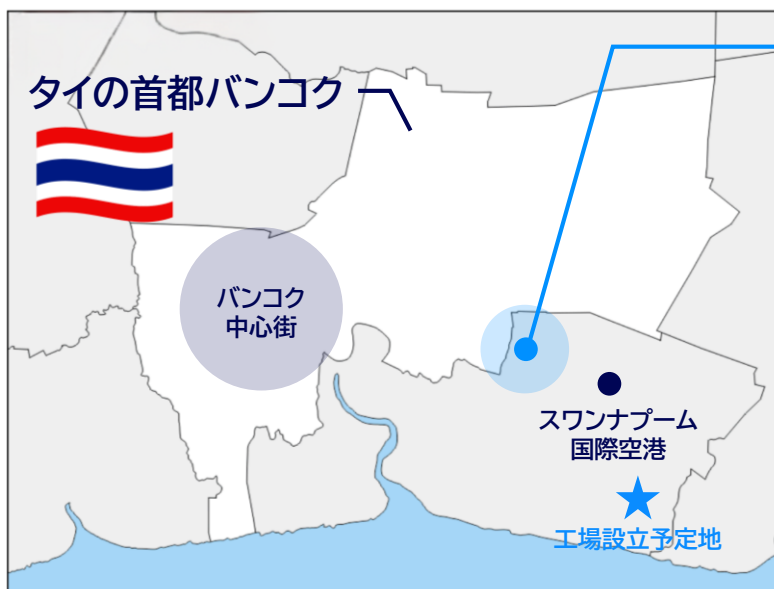 タイの首都バンコク
バンコク
中心街
スワンナプーム
国際空港
工場設立予定地